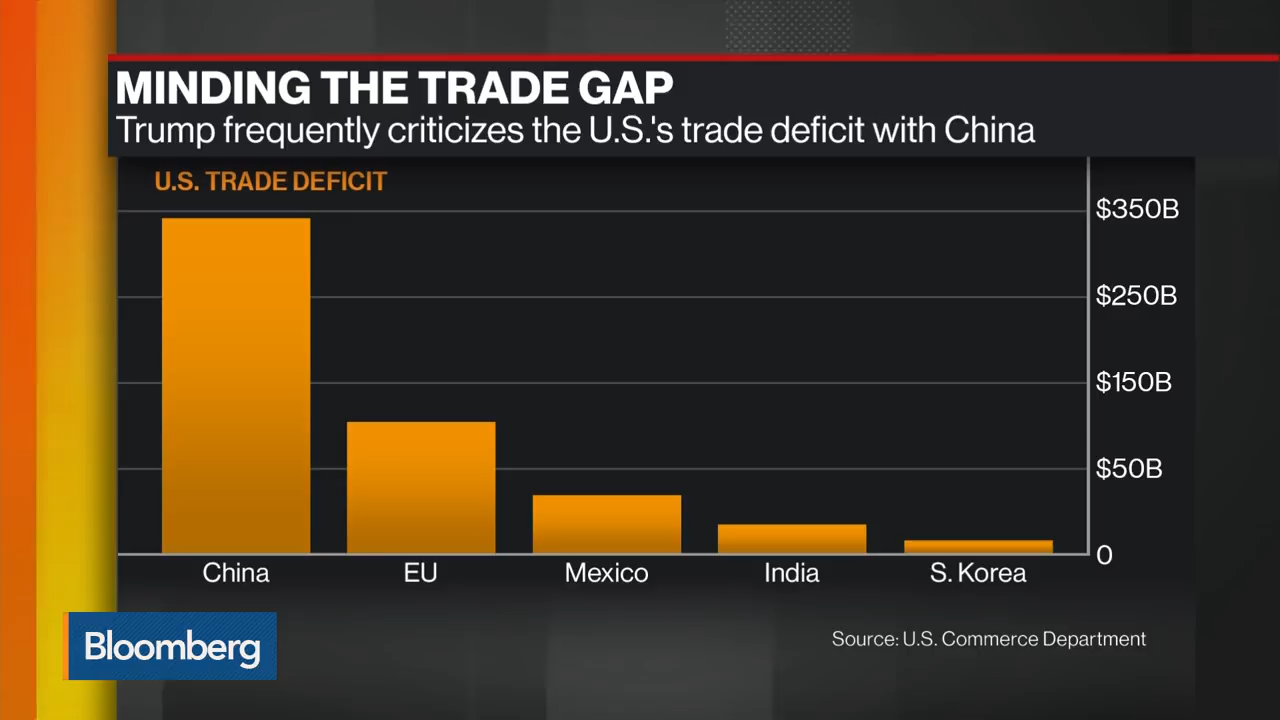 MINDING THE TRADE GAP
Trump frequently criticizes the U.S.'s trade deficit with China
U.S. TRADE DEFICIT
$350B
$250B
$150B
$50B
0
China
EU
Mexico
India
S. Korea
Bloomberg
Source: U.S. Commerce Department